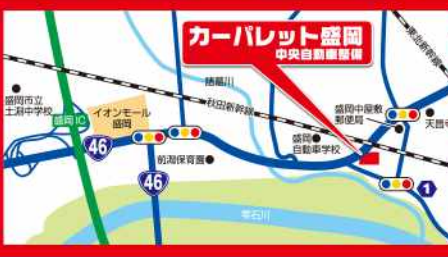 カーパレット盛岡
中央自動車整備
東北新幹線
諸葛川
秋田新幹線
盛岡市立
土淵中学校
盛岡IC
イオンモール
盛岡
46
前潟保育園
46
盛岡
自動車学校
盛岡中屋敷
郵便局
天昌寺
1
雫石川